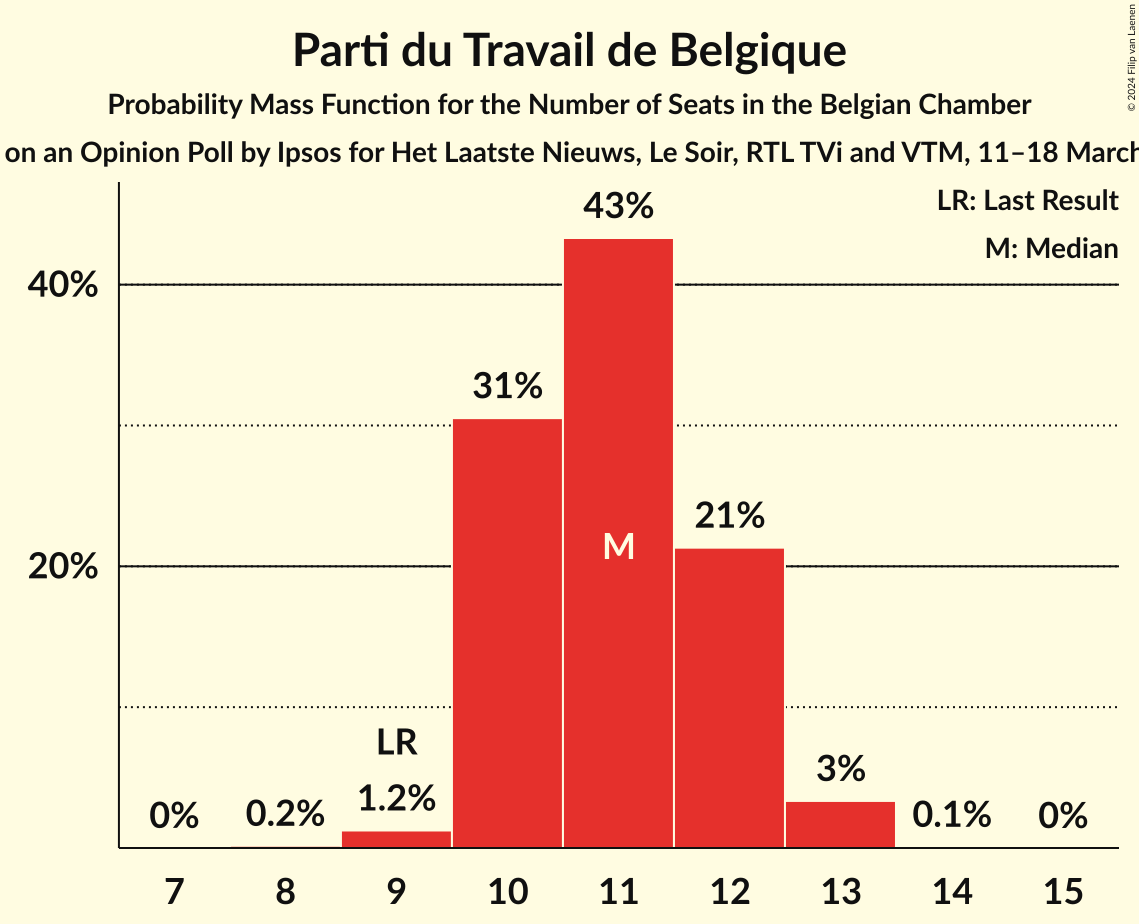 Parti du Travail de Belgique
Probability Mass Function for the Number of Seats in the Belgian Chamber
on an Opinion Poll by Ipsos for Het Laatste Nieuws, Le Soir, RTL TVi and VTM, 11–18 March
© 2024 Filip van Laenen
LR: Last Result
M: Median
43%
40%
31%
21%
M
20%
LR
3%
1.2%
0% 0.2% 0.1% 0%
7 8 9 10 11 12 13 14 15